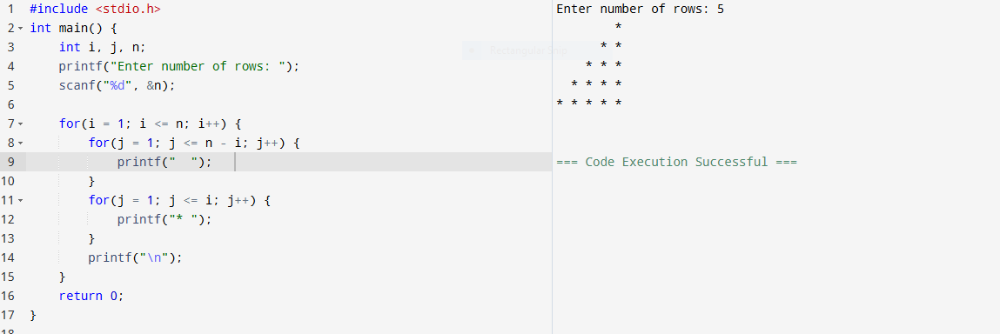 1 #include <stdio.h>
2 int main() {
3     int i, j, n;
4     printf("Enter number of rows: ");
5     scanf("%d", &n);
6
7     for(i = 1; i <= n; i++) {
8         for(j = 1; j <= n - i; j++) {
9             printf("  ");
10         }
11         for(j = 1; j <= i; j++) {
12             printf("* ");
13         }
14         printf("\n");
15     }
16     return 0;
17 }
18
Enter number of rows: 5
        *
      * *
    * * *
  * * * *
* * * * *
=== Code Execution Successful ===